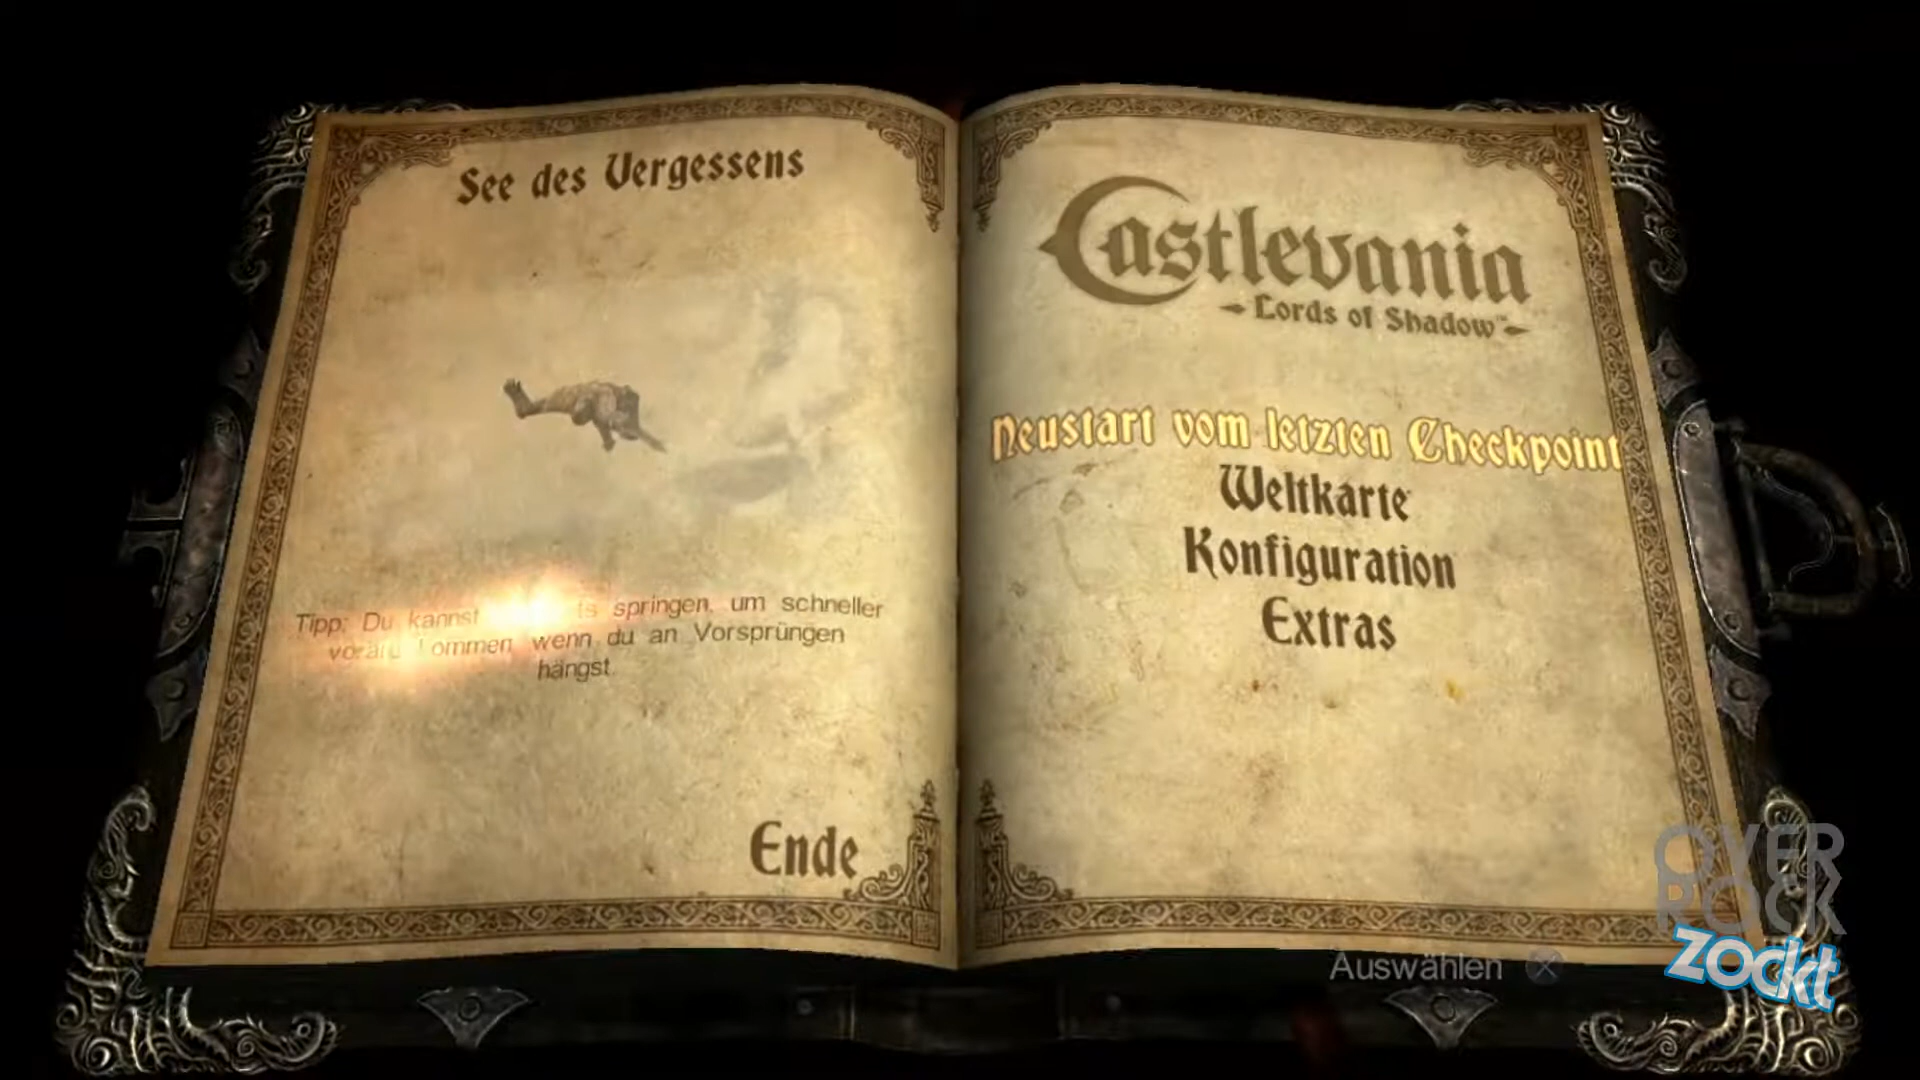 See des Vergessens
Tipp: Du kannst springen, um schneller
wenn du an Vorsprüngen
hängst.
Ende
Castlevania
Lords of Shadow™
Neustart vom letzten Checkpoint
Weltkarte
Konfiguration
Extras
Auswählen
OVER
ROCK
ZOCKT